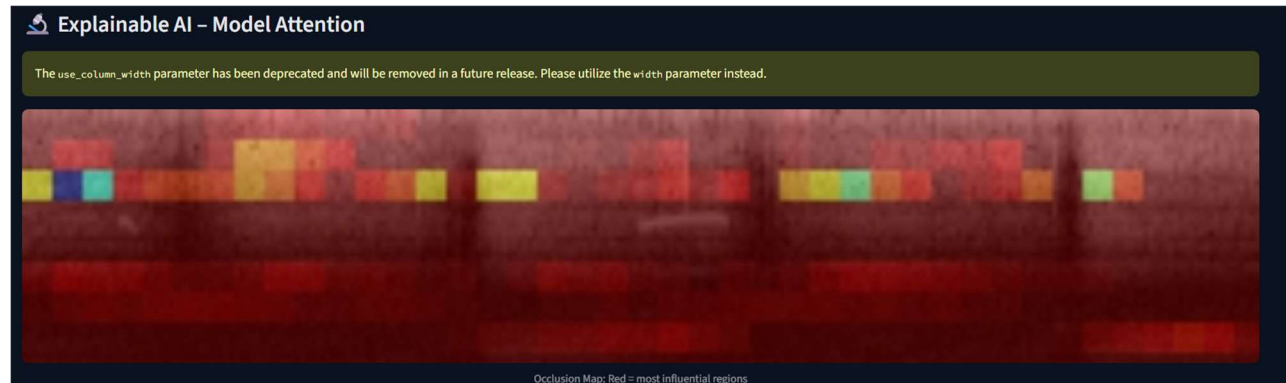 Explainable AI – Model Attention
The use_column_width parameter has been deprecated and will be removed in a future release. Please utilize the width parameter instead.
Occlusion Map: Red = most influential regions